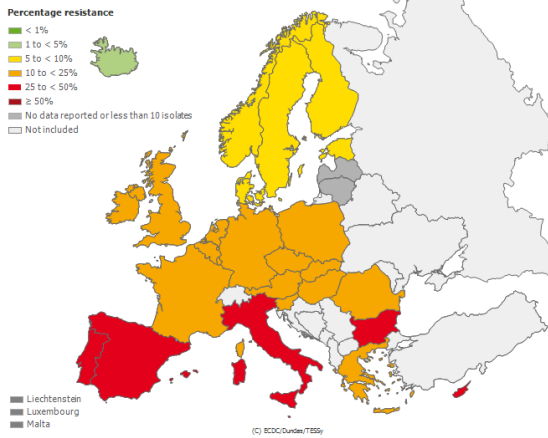 Percentage resistance
< 1%
1 to < 5%
5 to < 10%
10 to < 25%
25 to < 50%
≥ 50%
No data reported or less than 10 isolates
Not included
Liechtenstein
Luxembourg
Malta
(C) ECDC/Dundas/TESSy